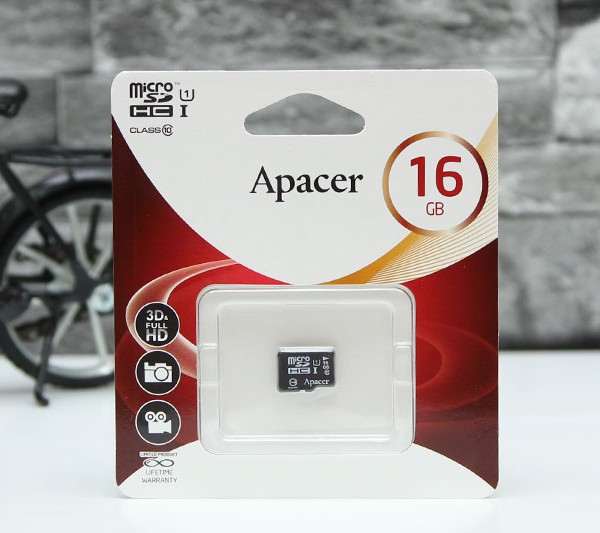 micro SD HC I U1
CLASS 10
Apacer
16
GB
3D &
FULL
HD
micro SD HC I U1
Apacer
LIMITED PRODUCT
LIFETIME
WARRANTY